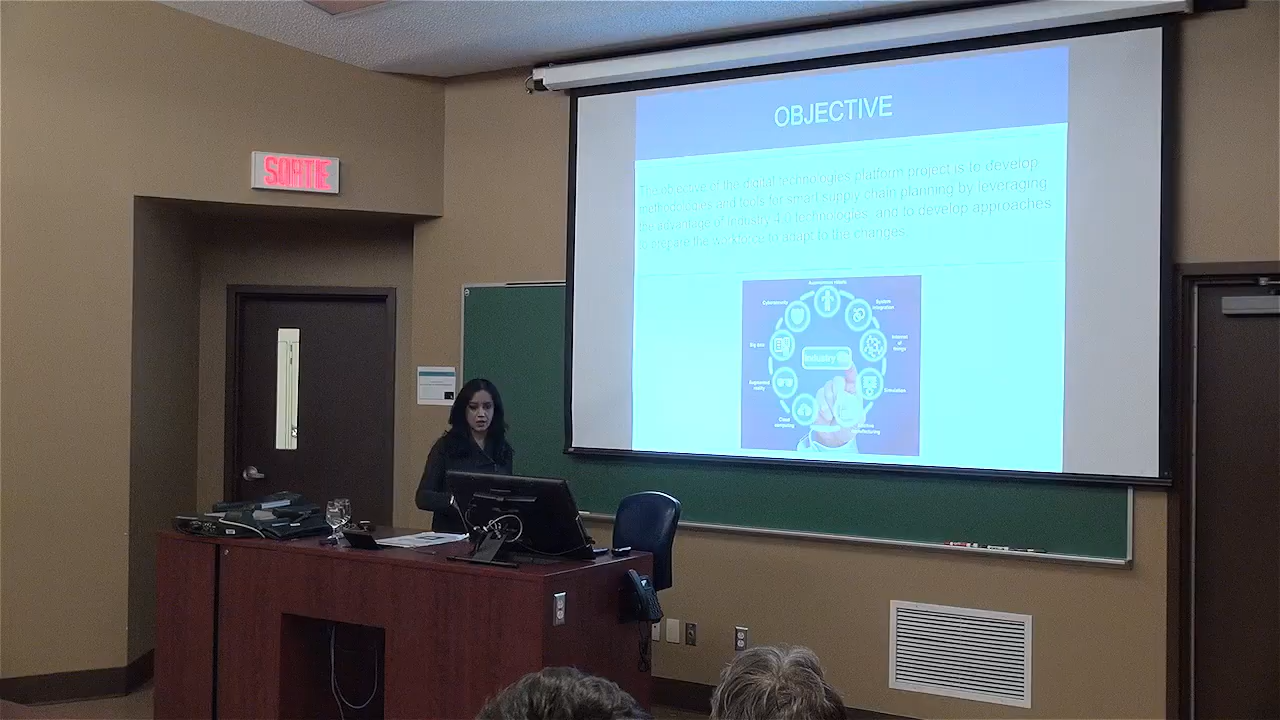 OBJECTIVE
SORTIE
The objective of the digital technologies platform project is to develop
methodologies and tools for smart supply chain planning by leveraging
the advantage of industry 4.0 technologies, and to develop approaches
to prepare the workforce to adapt to the changes.
Autonomous robots
Cybersecurity
System
integration
Big data
Internet
of
things
Industry
Augmented
reality
Simulation
Cloud
computing
manufacturing